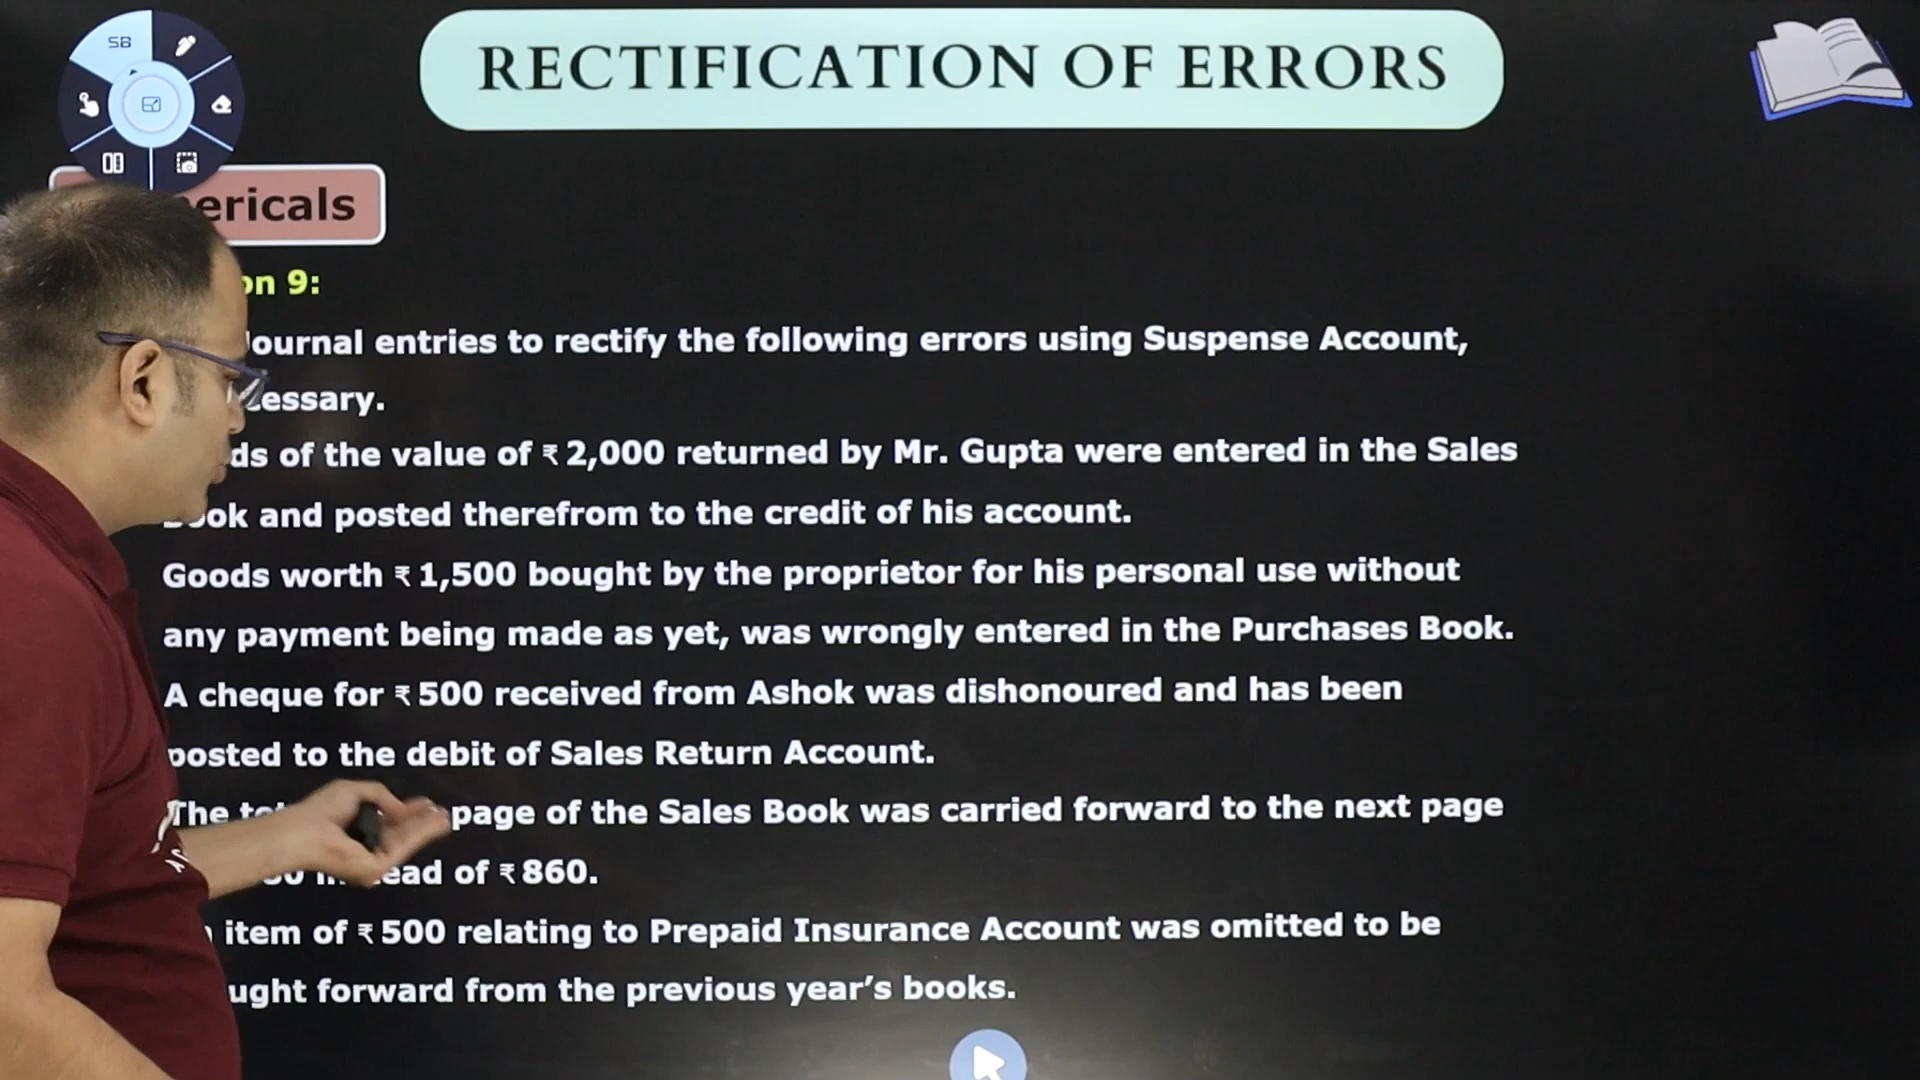 SB
RECTIFICATION OF ERRORS
ericals
on 9:
ournal entries to rectify the following errors using Suspense Account,
cessary.
ds of the value of ₹ 2,000 returned by Mr. Gupta were entered in the Sales
Book and posted therefrom to the credit of his account.
Goods worth ₹ 1,500 bought by the proprietor for his personal use without
any payment being made as yet, was wrongly entered in the Purchases Book.
A cheque for ₹ 500 received from Ashok was dishonoured and has been
posted to the debit of Sales Return Account.
The page of the Sales Book was carried forward to the next page
ead of ₹ 860.
item of ₹ 500 relating to Prepaid Insurance Account was omitted to be
ught forward from the previous year’s books.